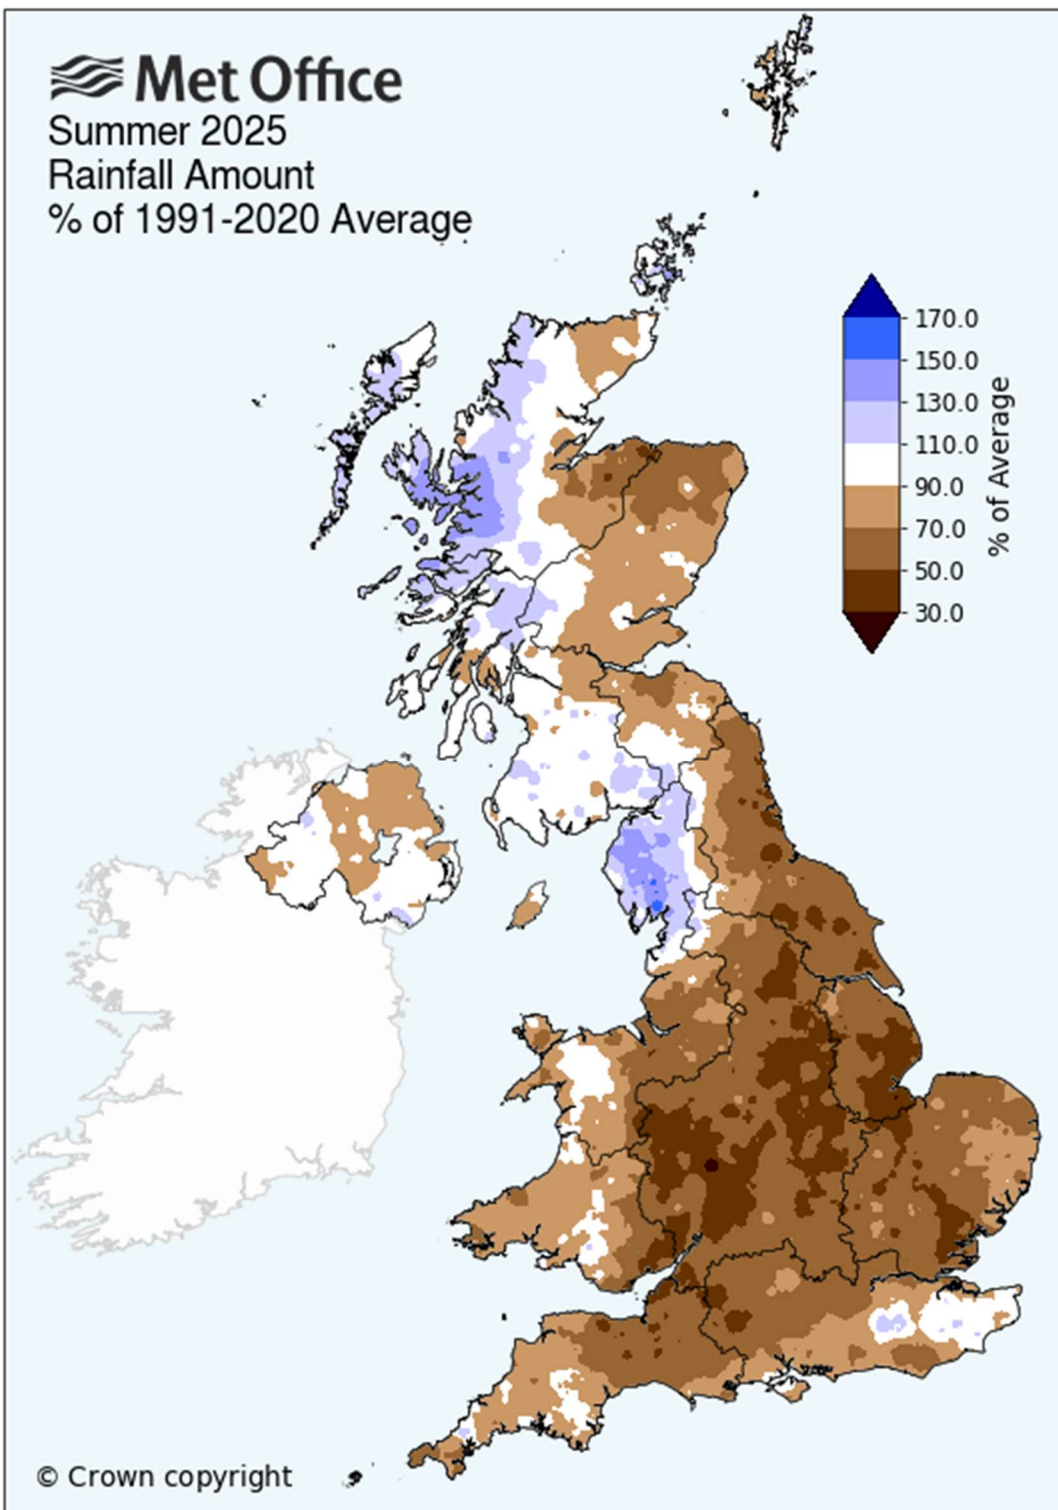 Met Office
Summer 2025
Rainfall Amount
% of 1991-2020 Average
170.0
150.0
130.0
110.0
90.0
70.0
50.0
30.0
% of Average
© Crown copyright